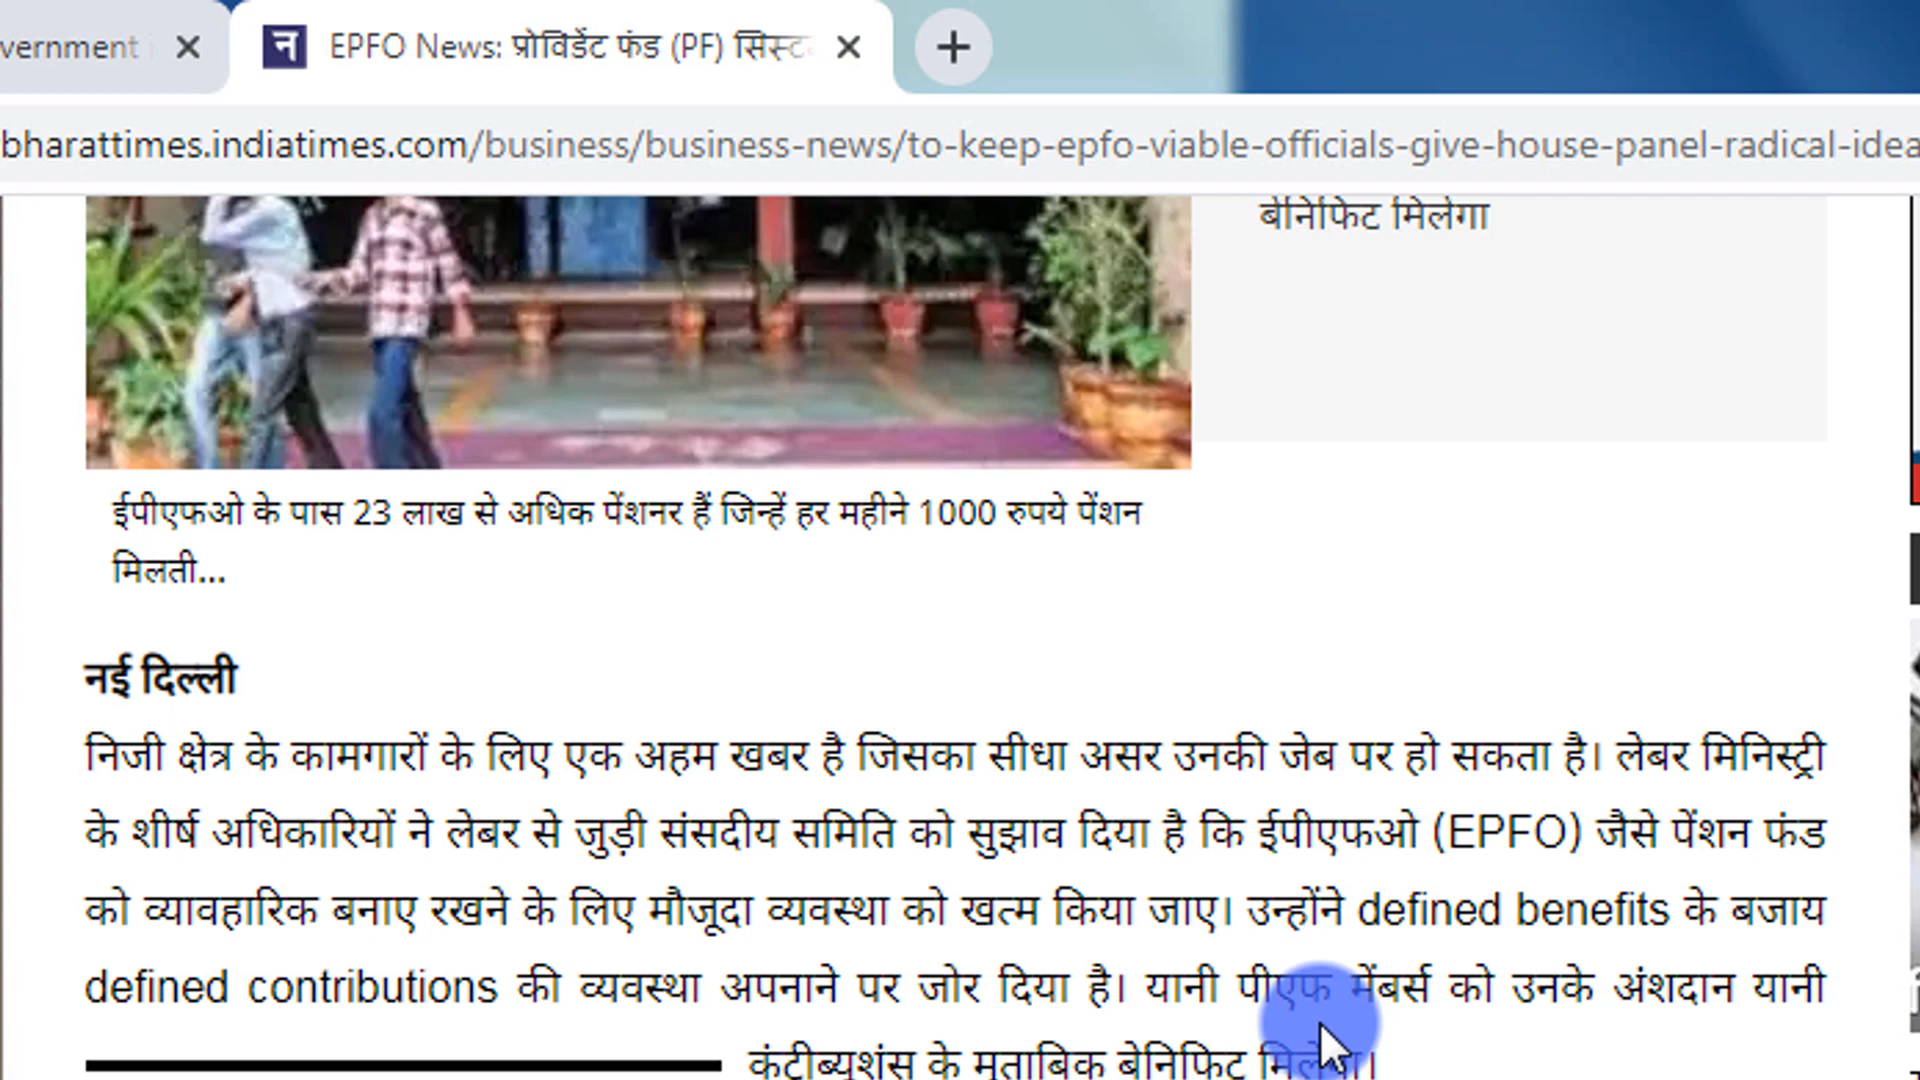 vernment
न EPFO News: प्रोविडेंट फंड (PF) सिस्ट
bharattimes.indiatimes.com/business/business-news/to-keep-epfo-viable-officials-give-house-panel-radical-idea
बेनिफिट मिलेगा
ईपीएफओ के पास 23 लाख से अधिक पेंशनर हैं जिन्हें हर महीने 1000 रुपये पेंशन
मिलती...
नई दिल्ली
निजी क्षेत्र के कामगारों के लिए एक अहम खबर है जिसका सीधा असर उनकी जेब पर हो सकता है। लेबर मिनिस्ट्री
के शीर्ष अधिकारियों ने लेबर से जुड़ी संसदीय समिति को सुझाव दिया है कि ईपीएफओ (EPFO) जैसे पेंशन फंड
को व्यावहारिक बनाए रखने के लिए मौजूदा व्यवस्था को खत्म किया जाए। उन्होंने defined benefits के बजाय
defined contributions की व्यवस्था अपनाने पर जोर दिया है। यानी पीएफ मेंबर्स को उनके अंशदान यानी
कंट्रीब्यूशंस के मुताबिक बेनिफिट मिलेगा।